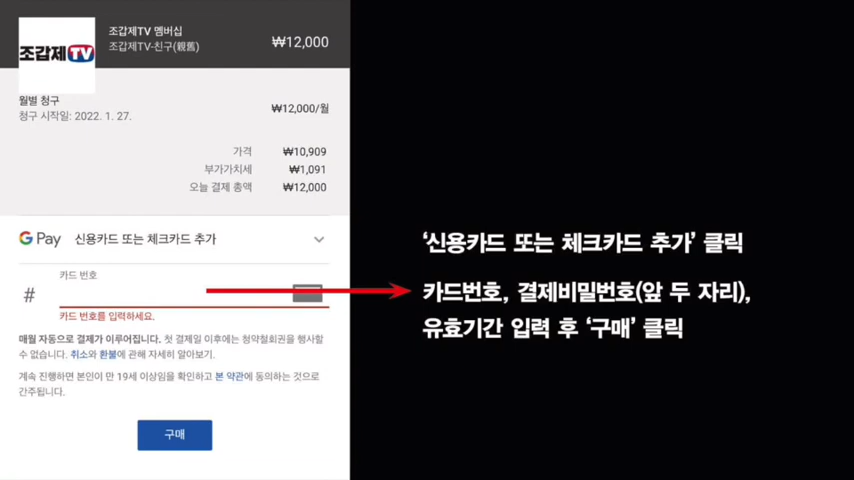 조갑제TV
조갑제TV 멤버십
조갑제TV-친구(親舊)
₩12,000
월별 청구
청구 시작일: 2022. 1. 27.
₩12,000/월
가격 ₩10,909
부가가치세 ₩1,091
오늘 결제 총액 ₩12,000
G Pay 신용카드 또는 체크카드 추가
카드 번호
#
카드 번호를 입력하세요.
매월 자동으로 결제가 이루어집니다. 첫 결제일 이후에는 청약철회권을 행사할
수 없습니다. 취소와 환불에 관해 자세히 알아보기.
계속 진행하면 본인이 만 19세 이상임을 확인하고 본 약관에 동의하는 것으로
간주됩니다.
구매
‘신용카드 또는 체크카드 추가’ 클릭
카드번호, 결제비밀번호(앞 두 자리),
유효기간 입력 후 ‘구매’ 클릭